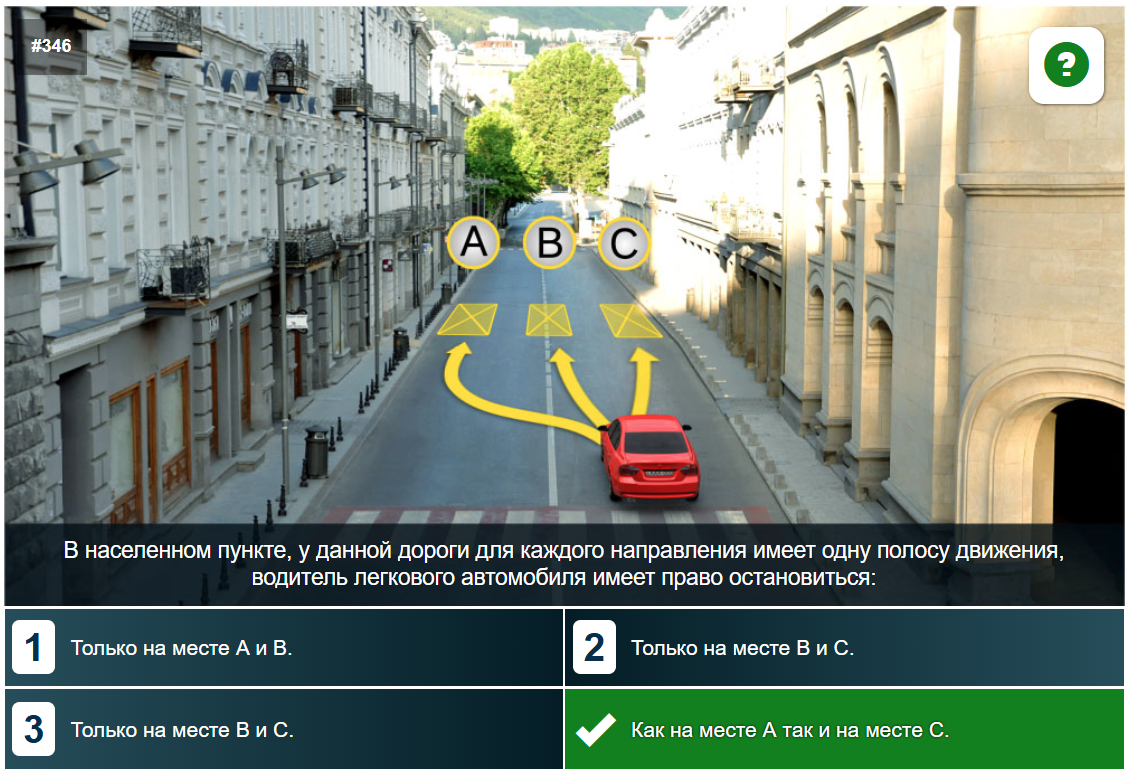 #346
?
A B C
В населенном пункте, у данной дороги для каждого направления имеет одну полосу движения,
водитель легкового автомобиля имеет право остановиться:
1 Только на месте А и В.
2 Только на месте В и С.
3 Только на месте В и С.
Как на месте А так и на месте С.